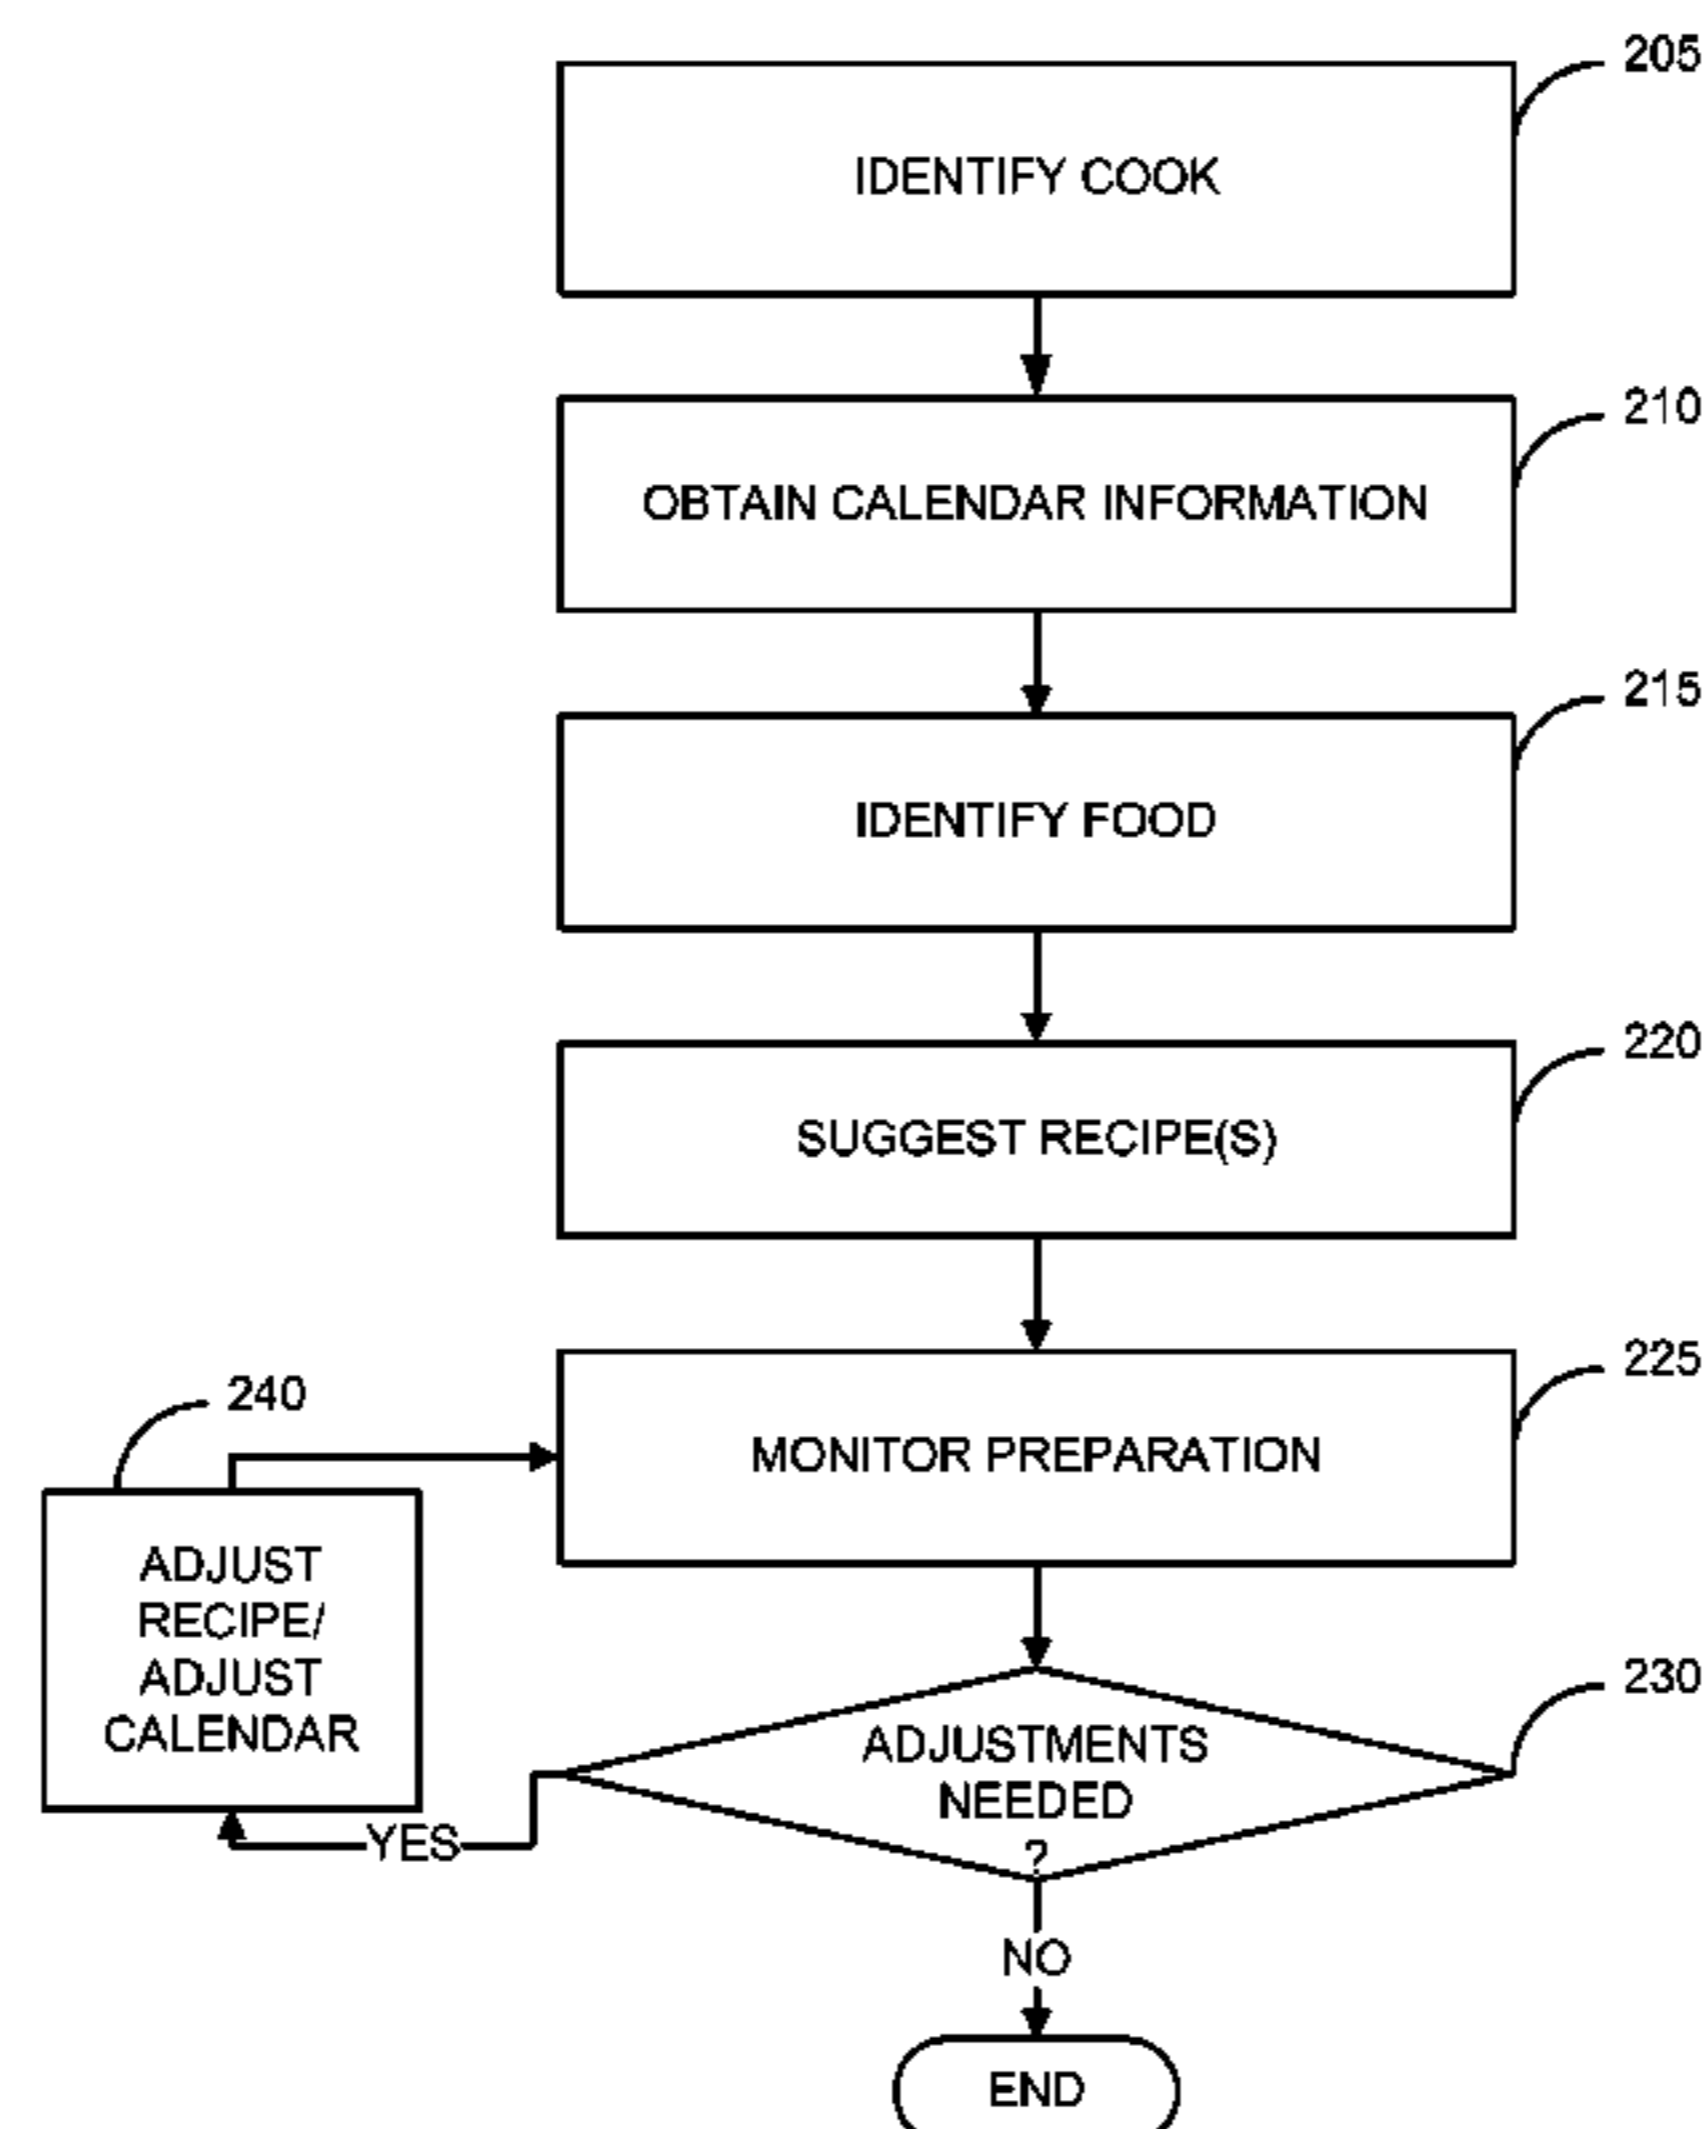 205
IDENTIFY COOK
210
OBTAIN CALENDAR INFORMATION
215
IDENTIFY FOOD
220
SUGGEST RECIPE(S)
225
MONITOR PREPARATION
240
ADJUST
RECIPE/
ADJUST
CALENDAR
230
ADJUSTMENTS
NEEDED
?
YES
NO
END